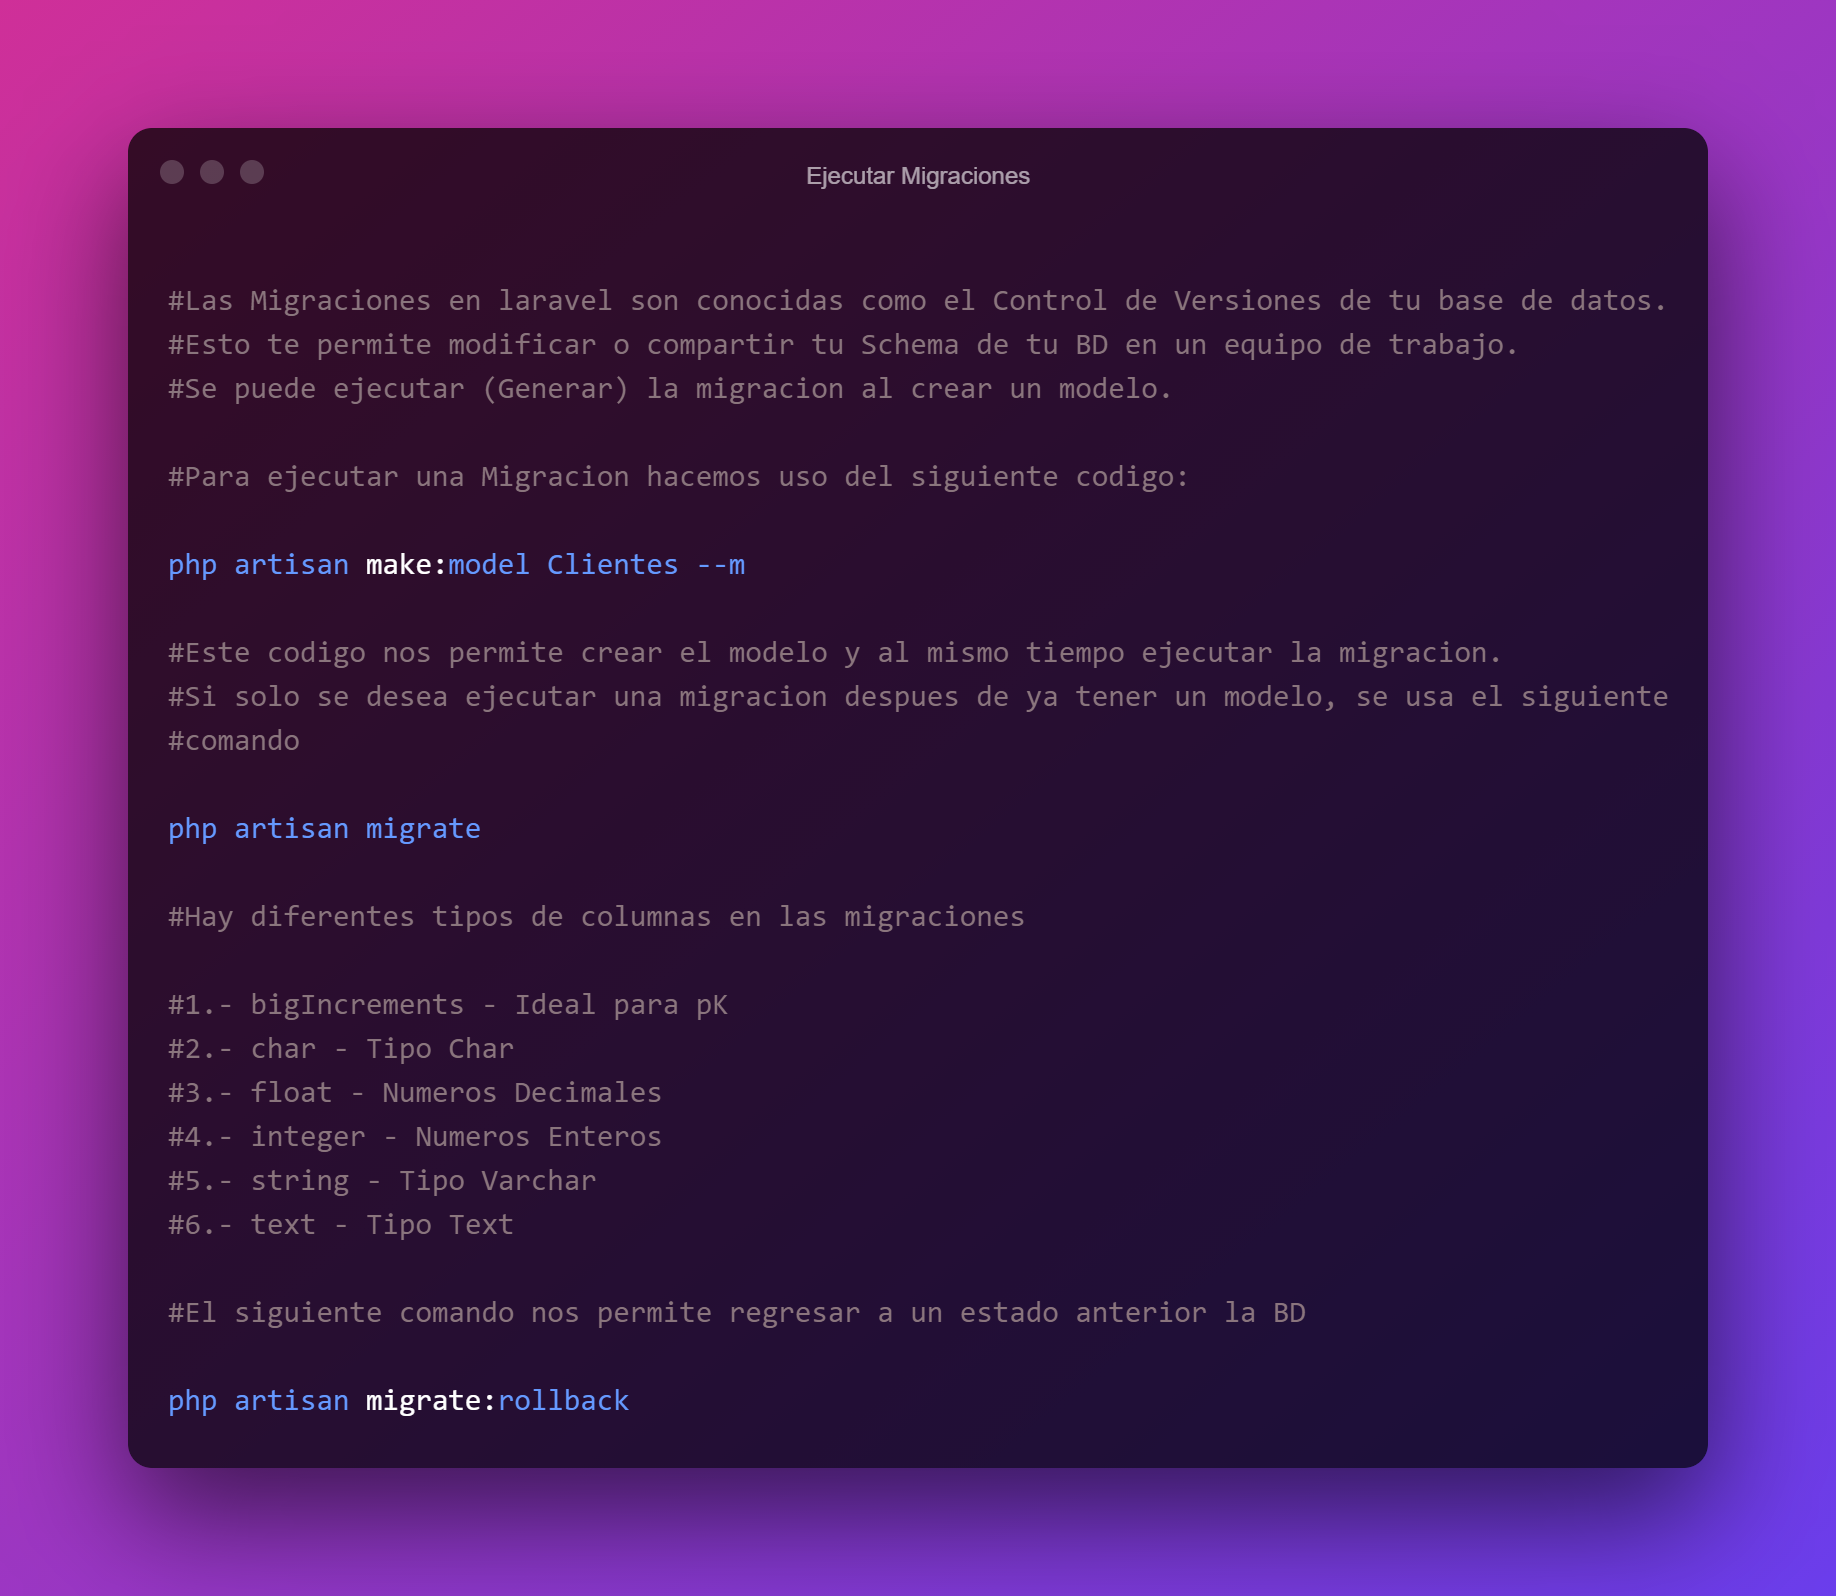 Ejecutar Migraciones
#Las Migraciones en laravel son conocidas como el Control de Versiones de tu base de datos.
#Esto te permite modificar o compartir tu Schema de tu BD en un equipo de trabajo.
#Se puede ejecutar (Generar) la migracion al crear un modelo.
#Para ejecutar una Migracion hacemos uso del siguiente codigo:
php artisan make:model Clientes --m
#Este codigo nos permite crear el modelo y al mismo tiempo ejecutar la migracion.
#Si solo se desea ejecutar una migracion despues de ya tener un modelo, se usa el siguiente
#comando
php artisan migrate
#Hay diferentes tipos de columnas en las migraciones
#1.- bigIncrements - Ideal para pK
#2.- char - Tipo Char
#3.- float - Numeros Decimales
#4.- integer - Numeros Enteros
#5.- string - Tipo Varchar
#6.- text - Tipo Text
#El siguiente comando nos permite regresar a un estado anterior la BD
php artisan migrate:rollback